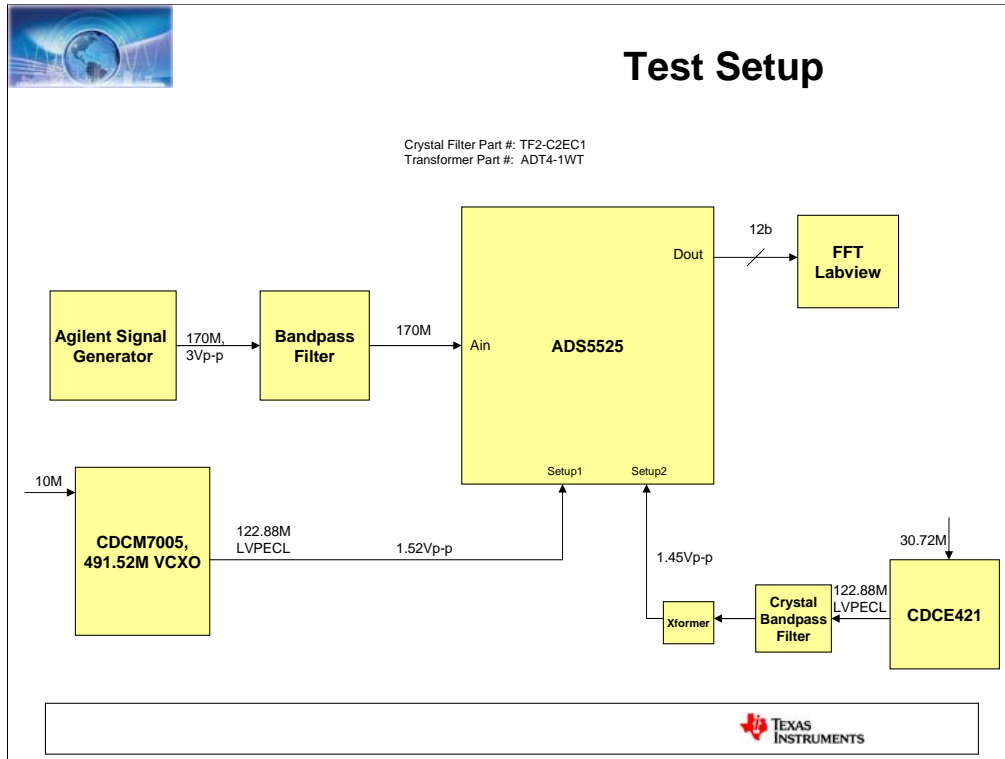 Test Setup
Crystal Filter Part #: TF2-C2EC1
Transformer Part #: ADT4-1WT
12b
Dout
FFT
Labview
Agilent Signal
Generator
170M,
3Vp-p
Bandpass
Filter
170M
Ain
ADS5525
Setup1
Setup2
10M
CDCM7005,
491.52M VCXO
122.88M
LVPECL
1.52Vp-p
1.45Vp-p
30.72M
Xformer
Crystal
Bandpass
Filter
122.88M
LVPECL
CDCE421
TEXAS
INSTRUMENTS